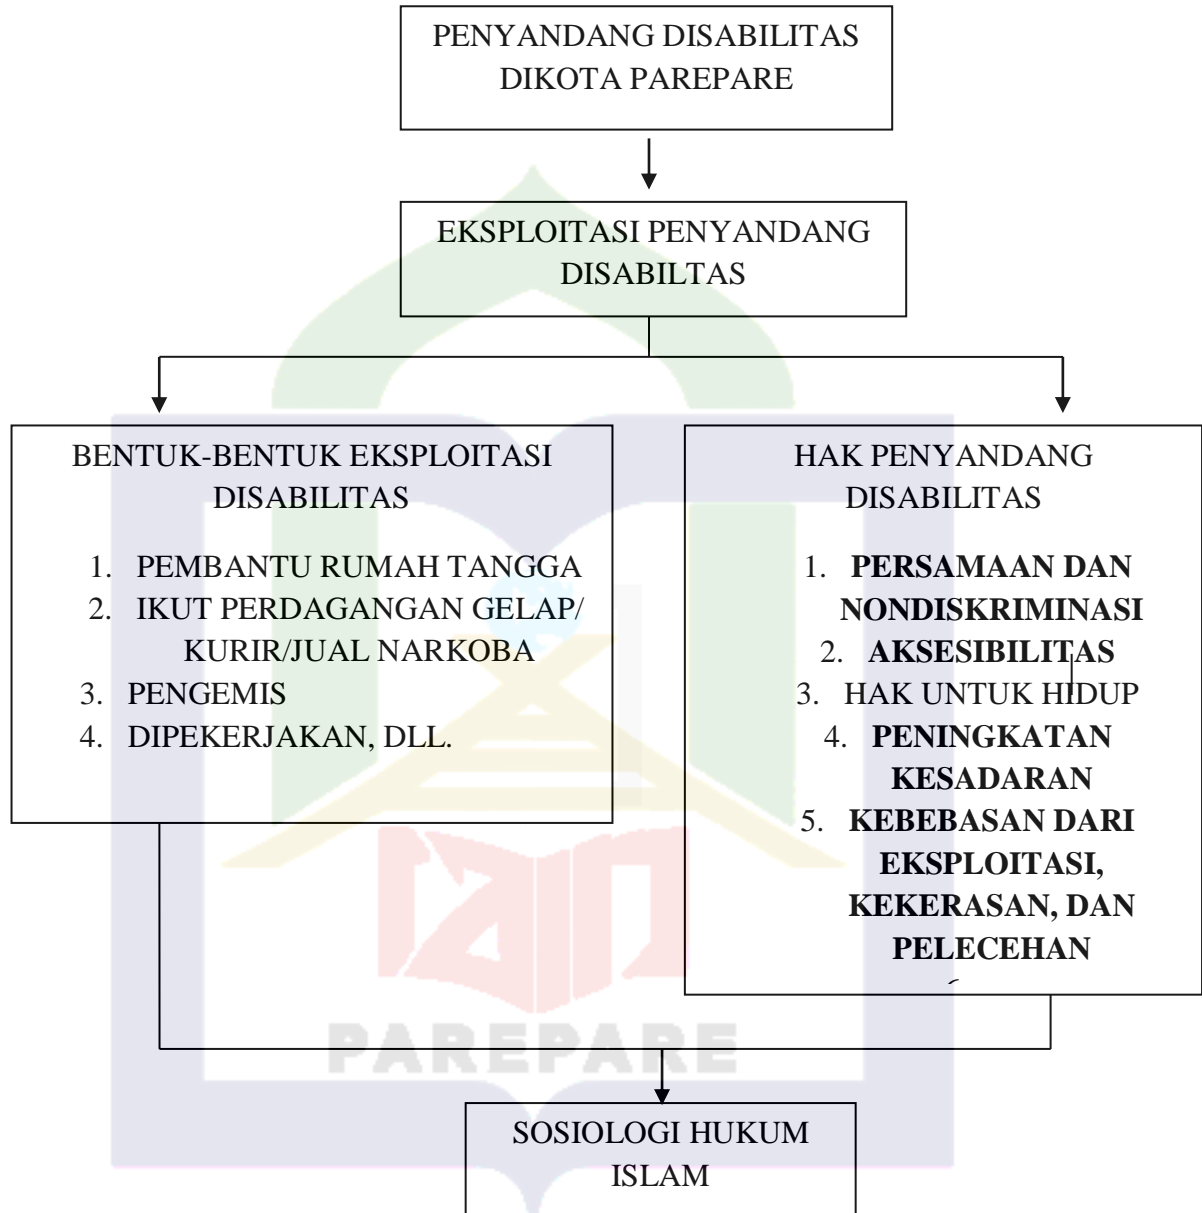 PENYANDANG DISABILITAS
DIKOTA PAREPARE
EKSPLOITASI PENYANDANG
DISABILTAS
BENTUK-BENTUK EKSPLOITASI
DISABILITAS
1. PEMBANTU RUMAH TANGGA
2. IKUT PERDAGANGAN GELAP/
KURIR/JUAL NARKOBA
3. PENGEMIS
4. DIPEKERJAKAN, DLL.
HAK PENYANDANG
DISABILITAS
1. PERSAMAAN DAN
NONDISKRIMINASI
2. AKSESIBILITAS
3. HAK UNTUK HIDUP
4. PENINGKATAN
KESADARAN
5. KEBEBASAN DARI
EKSPLOITASI,
KEKERASAN, DAN
PELECEHAN
PAREPARE
SOSIOLOGI HUKUM
ISLAM